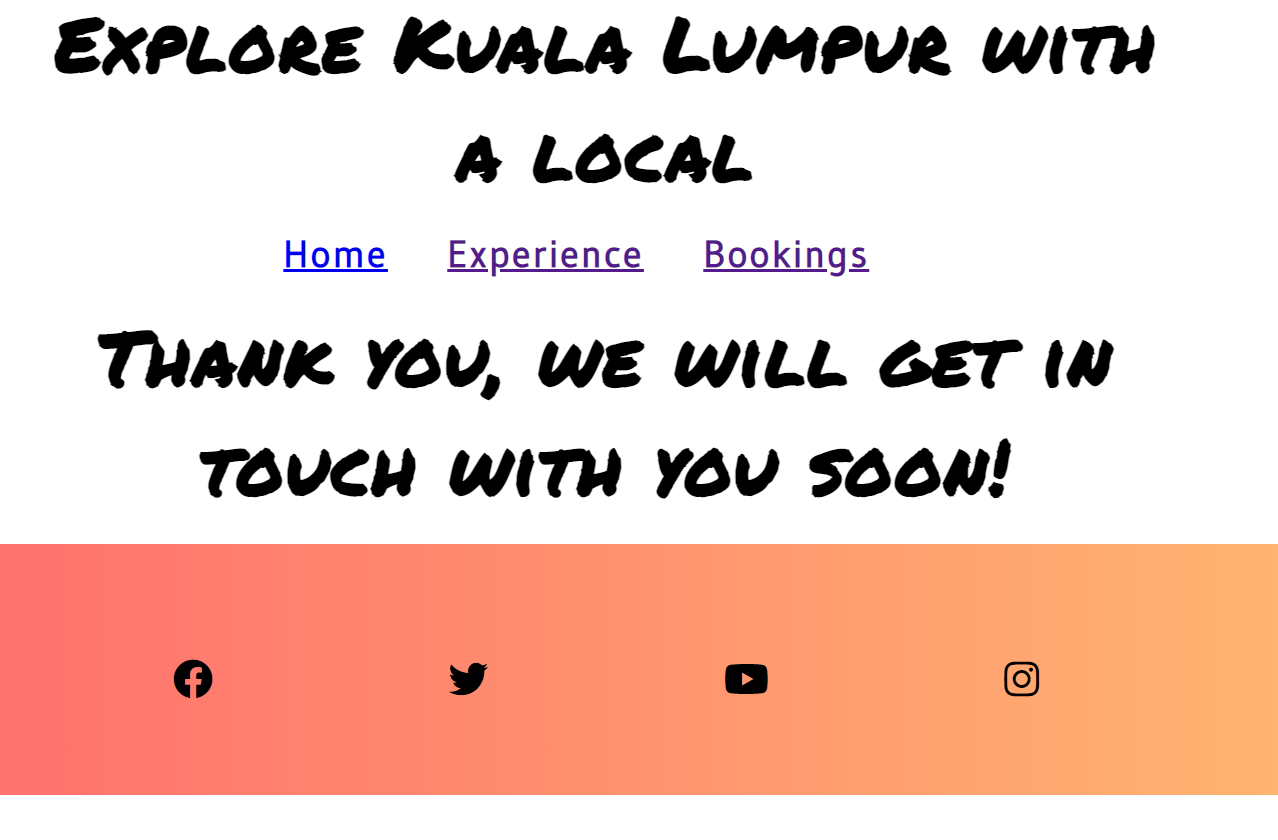 Explore Kuala Lumpur with
a local
Home Experience Bookings
Thank you, we will get in
touch with you soon!